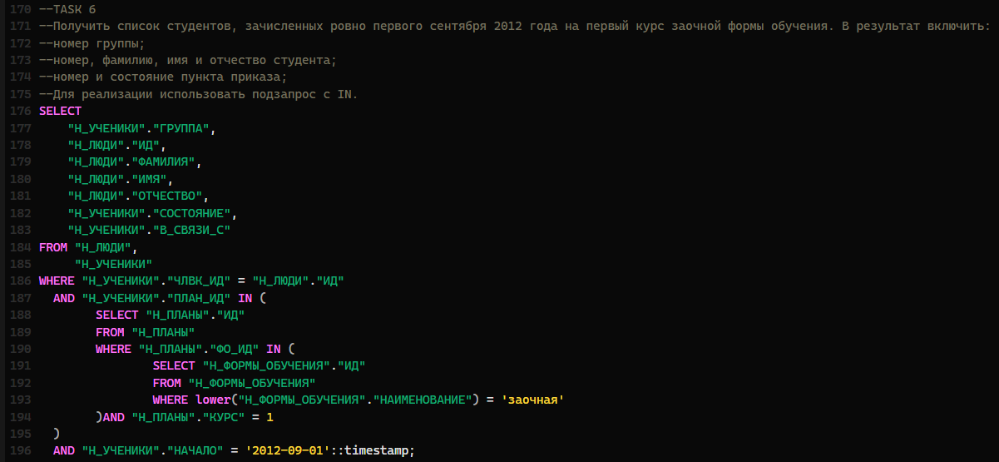 170 --TASK 6
171 --Получить список студентов, зачисленных ровно первого сентября 2012 года на первый курс заочной формы обучения. В результат включить:
172 --номер группы;
173 --номер, фамилию, имя и отчество студента;
174 --номер и состояние пункта приказа;
175 --Для реализации использовать подзапрос с IN.
176 SELECT
177     "Н_УЧЕНИКИ"."ГРУППА",
178     "Н_ЛЮДИ"."ИД",
179     "Н_ЛЮДИ"."ФАМИЛИЯ",
180     "Н_ЛЮДИ"."ИМЯ",
181     "Н_ЛЮДИ"."ОТЧЕСТВО",
182     "Н_УЧЕНИКИ"."СОСТОЯНИЕ",
183     "Н_УЧЕНИКИ"."В_СВЯЗИ_С"
184 FROM "Н_ЛЮДИ",
185      "Н_УЧЕНИКИ"
186 WHERE "Н_УЧЕНИКИ"."ЧЛВК_ИД" = "Н_ЛЮДИ"."ИД"
187   AND "Н_УЧЕНИКИ"."ПЛАН_ИД" IN (
188         SELECT "Н_ПЛАНЫ"."ИД"
189         FROM "Н_ПЛАНЫ"
190         WHERE "Н_ПЛАНЫ"."ФО_ИД" IN (
191                 SELECT "Н_ФОРМЫ_ОБУЧЕНИЯ"."ИД"
192                 FROM "Н_ФОРМЫ_ОБУЧЕНИЯ"
193                 WHERE lower("Н_ФОРМЫ_ОБУЧЕНИЯ"."НАИМЕНОВАНИЕ") = 'заочная'
194         )AND "Н_ПЛАНЫ"."КУРС" = 1
195   )
196   AND "Н_УЧЕНИКИ"."НАЧАЛО" = '2012-09-01'::timestamp;